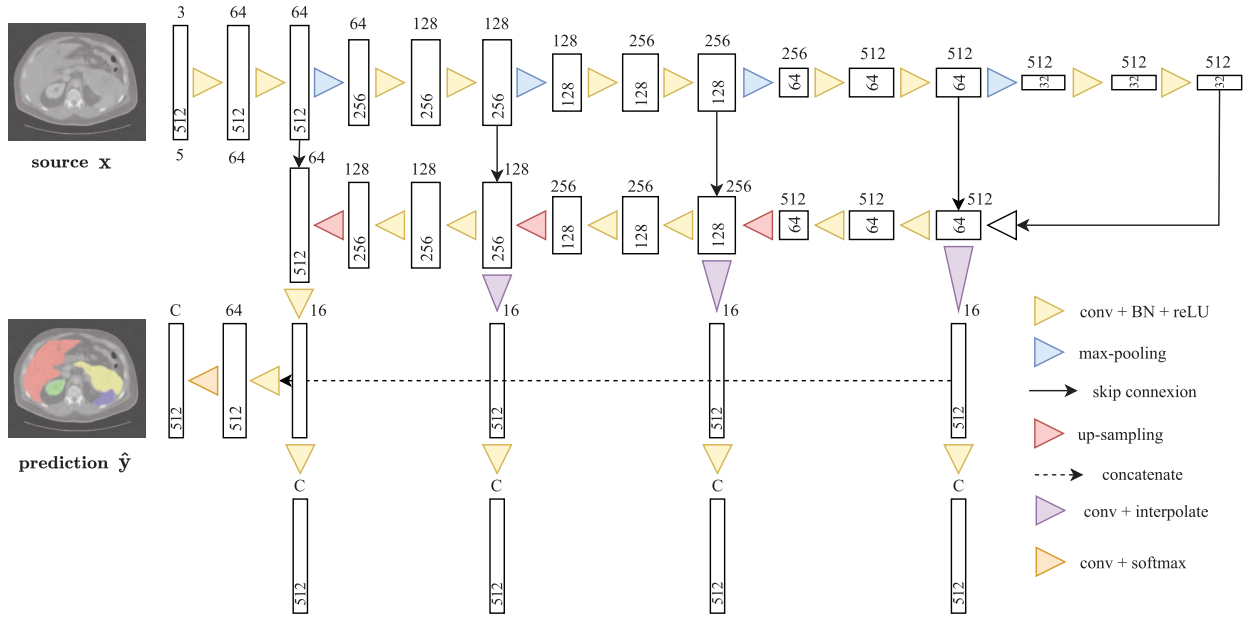 3 64 64 64 128 128 128 256 256 256 512 512 512 512 512
512 512 512 256 256 256 128 128 128 64 64 64 32 32 32
source x
5 64 64 128 128 128 256 256 256 512 512 512
512 256 256 256 128 128 128 64 64 64
C 64 16 16 16 16
512 512 512 512 512
prediction ŷ
C C C C
512 512 512 512
conv + BN + reLU
max-pooling
skip connexion
up-sampling
concatenate
conv + interpolate
conv + softmax